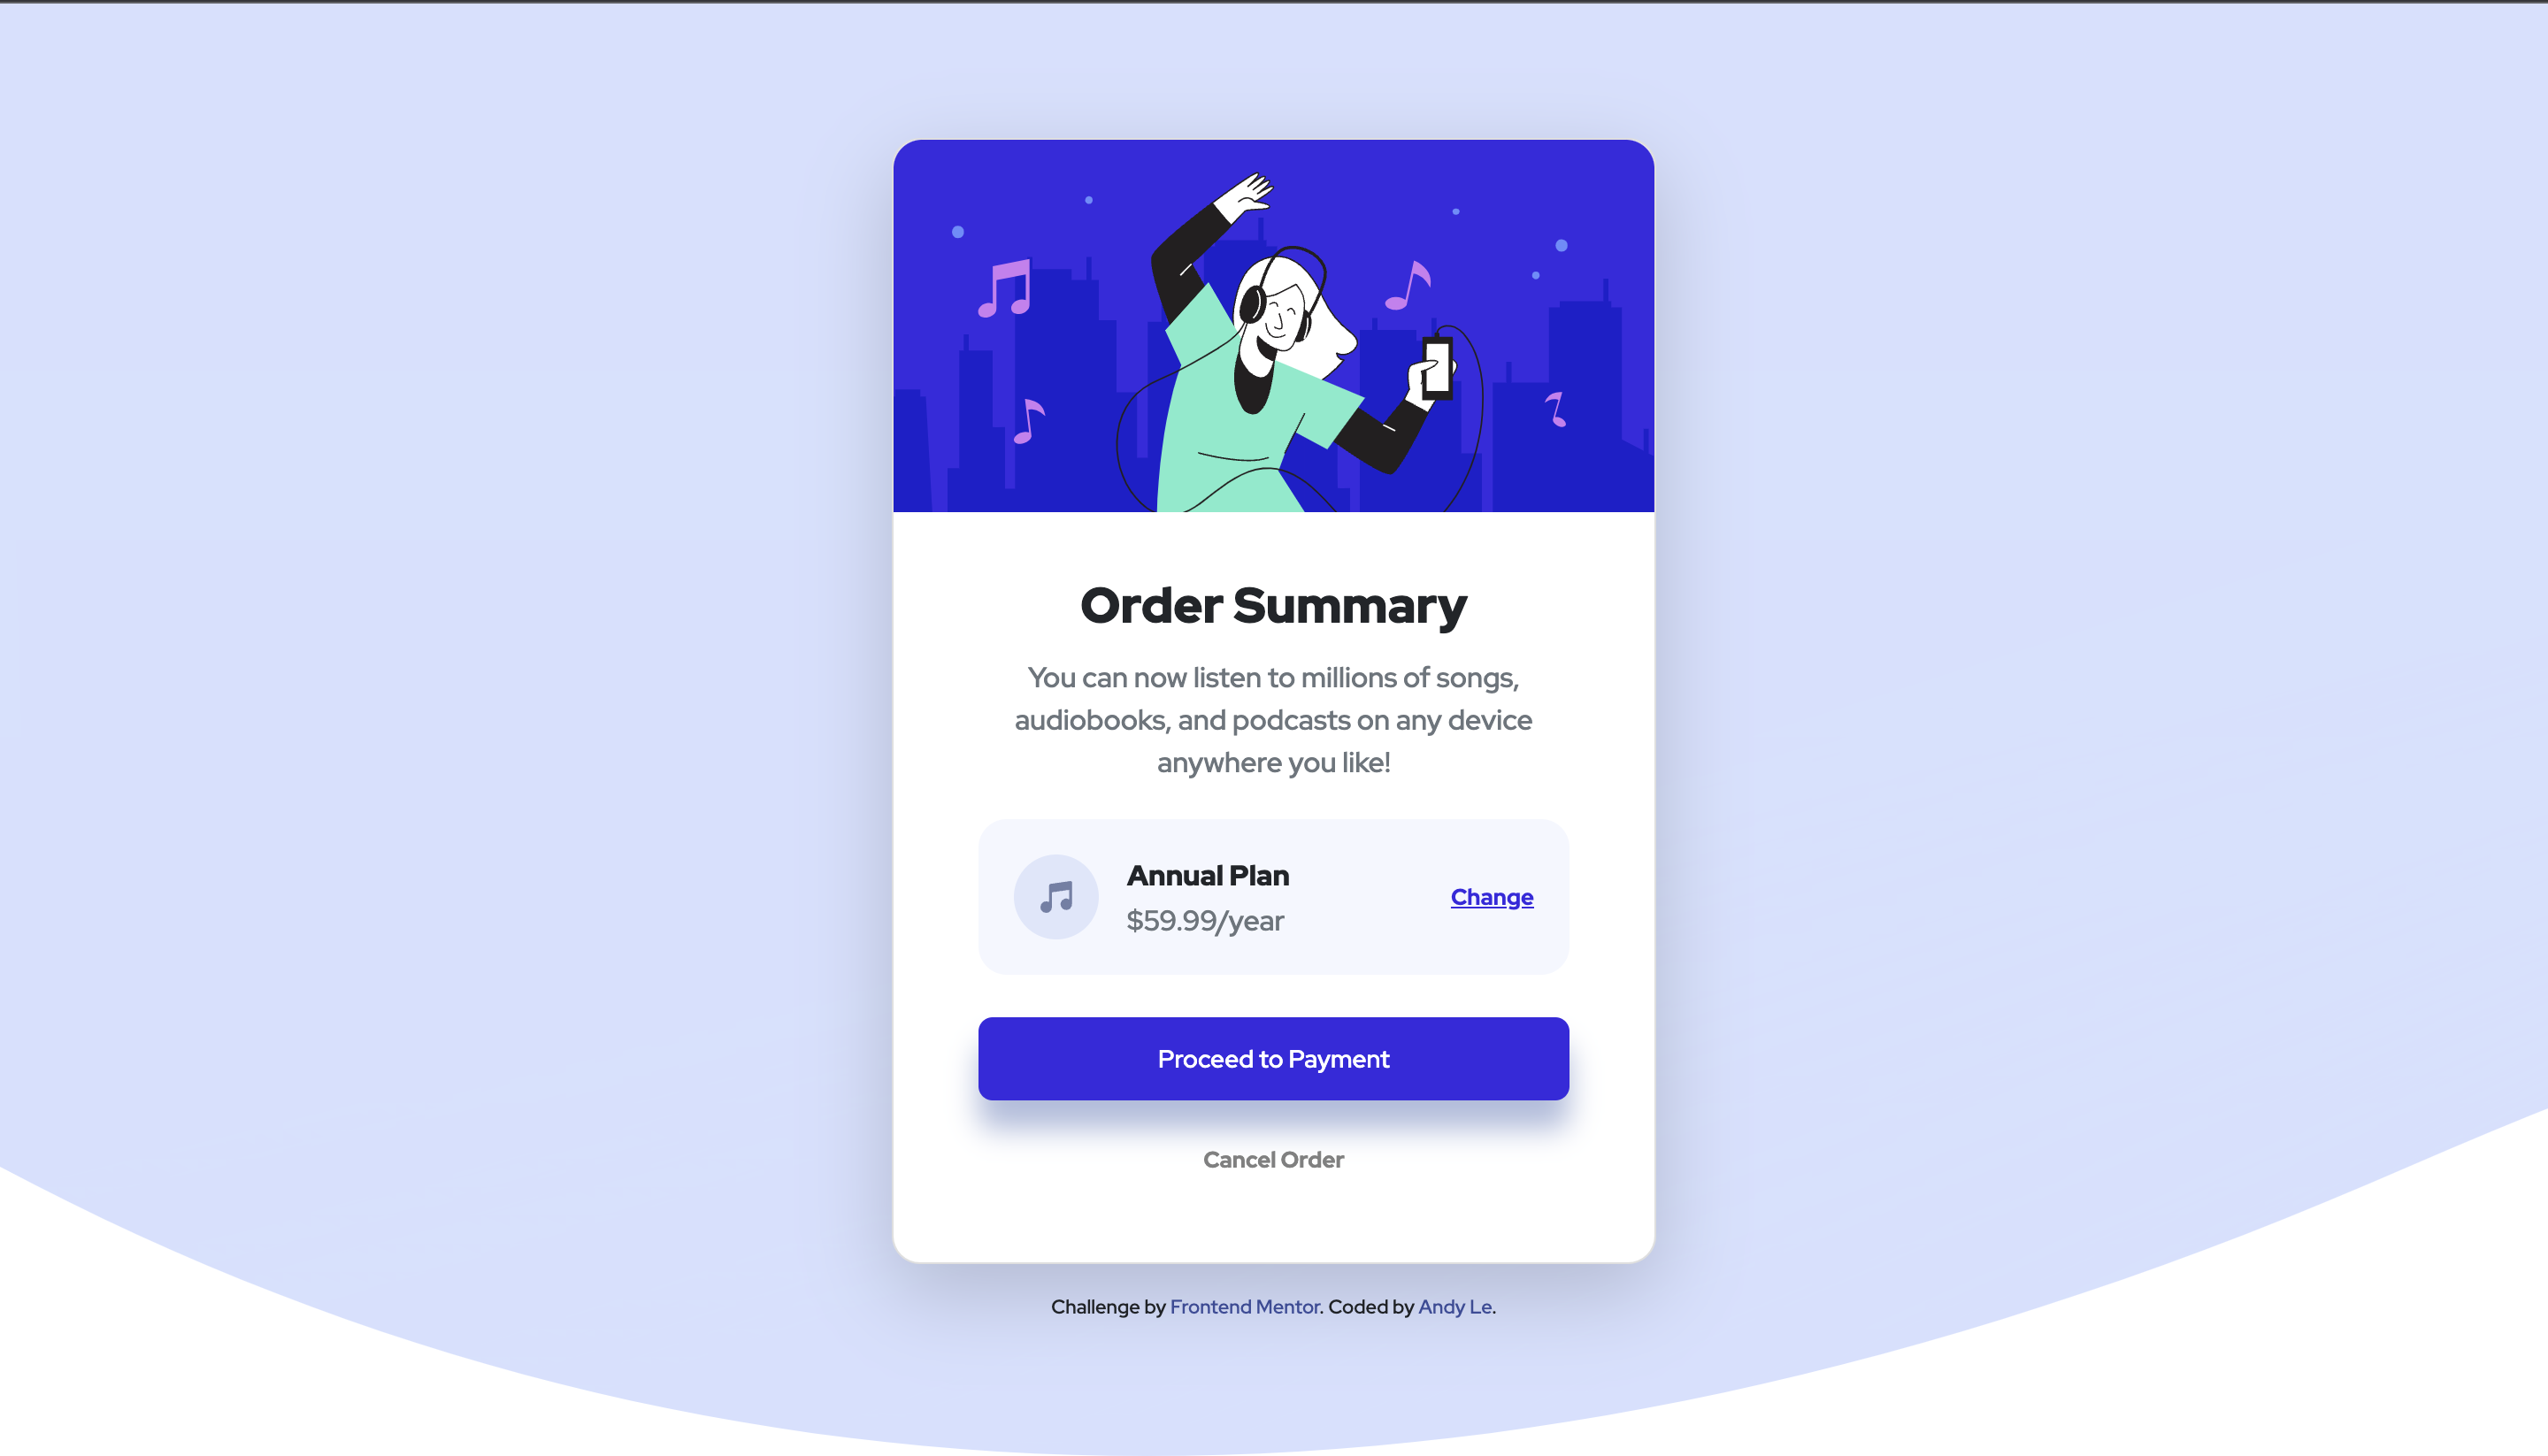 Order Summary
You can now listen to millions of songs,
audiobooks, and podcasts on any device
anywhere you like!
Annual Plan
$59.99/year
Change
Proceed to Payment
Cancel Order
Challenge by Frontend Mentor. Coded by Andy Le.